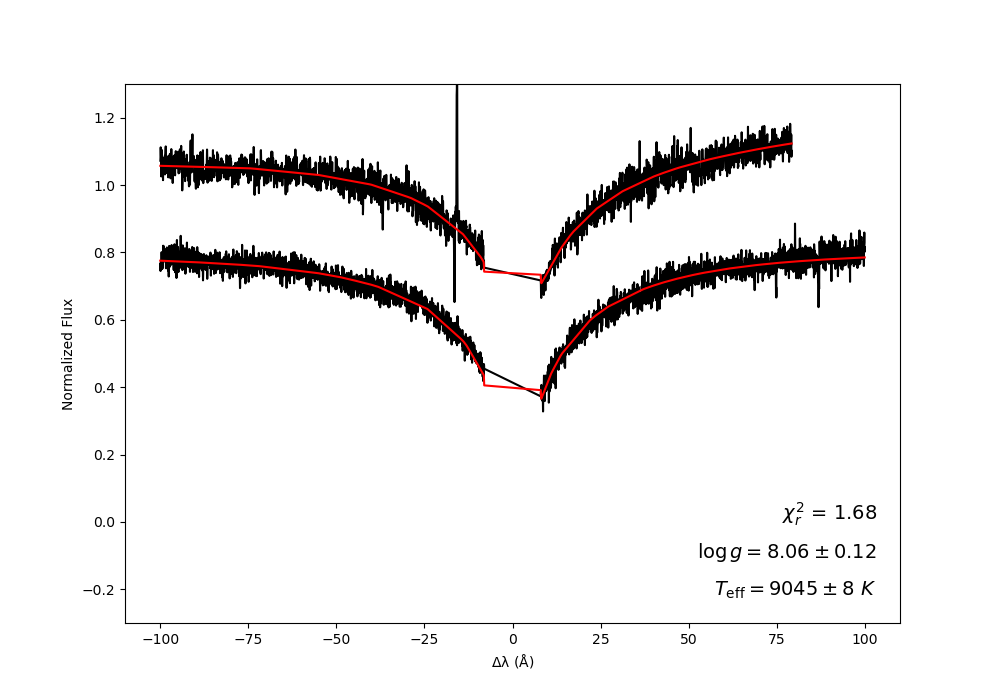 1.2
1.0
0.8
0.6
0.4
0.2
0.0
−0.2
Normalized Flux
χ²ᵣ = 1.68
log g = 8.06 ± 0.12
T_eff = 9045 ± 8 K
−100 −75 −50 −25 0 25 50 75 100
Δλ (Å)